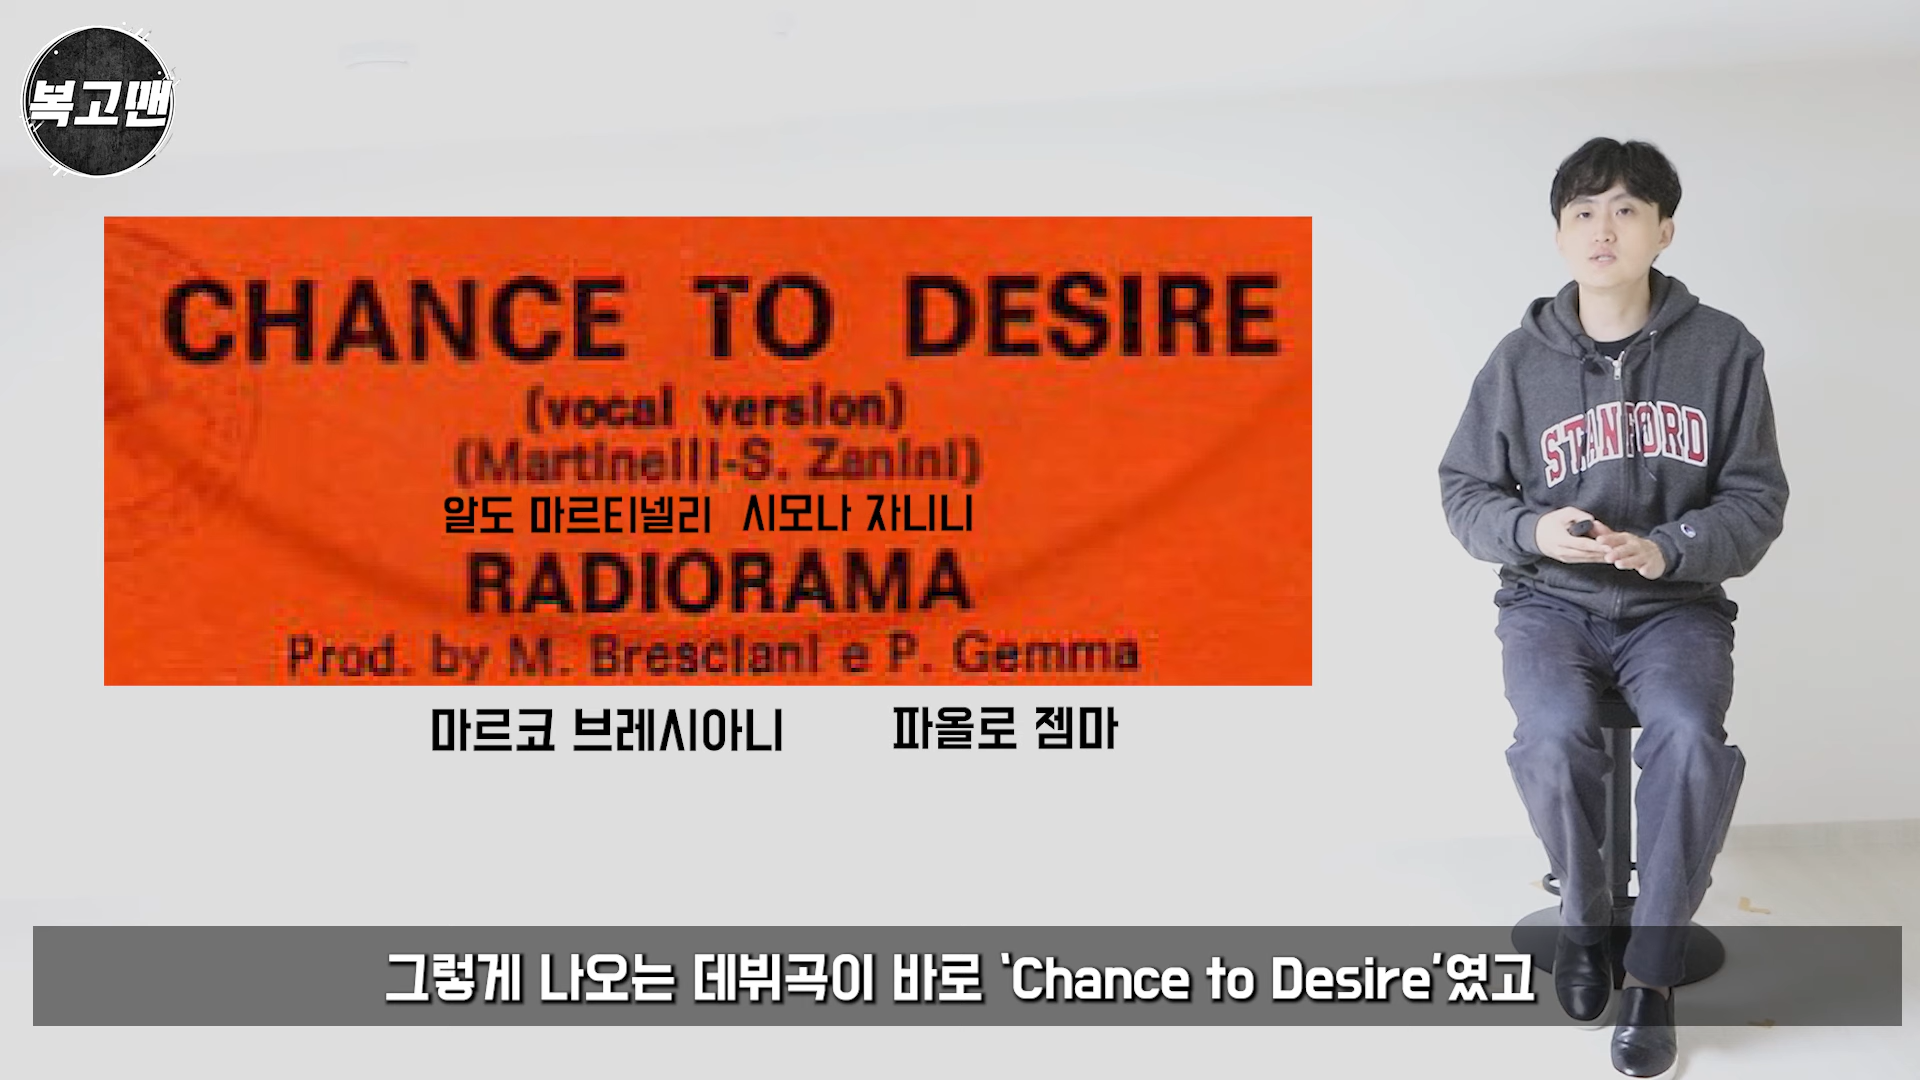 복고맨
CHANCE TO DESIRE
(vocal version)
(Martinelli-S. Zanini)
알도 마르티넬리 시모나 자니니
RADIORAMA
Prod. by M. Bresciani e P. Gemma
마르코 브레시아니 파올로 젬마
STANFORD
그렇게 나오는 데뷔곡이 바로 ‘Chance to Desire’였고